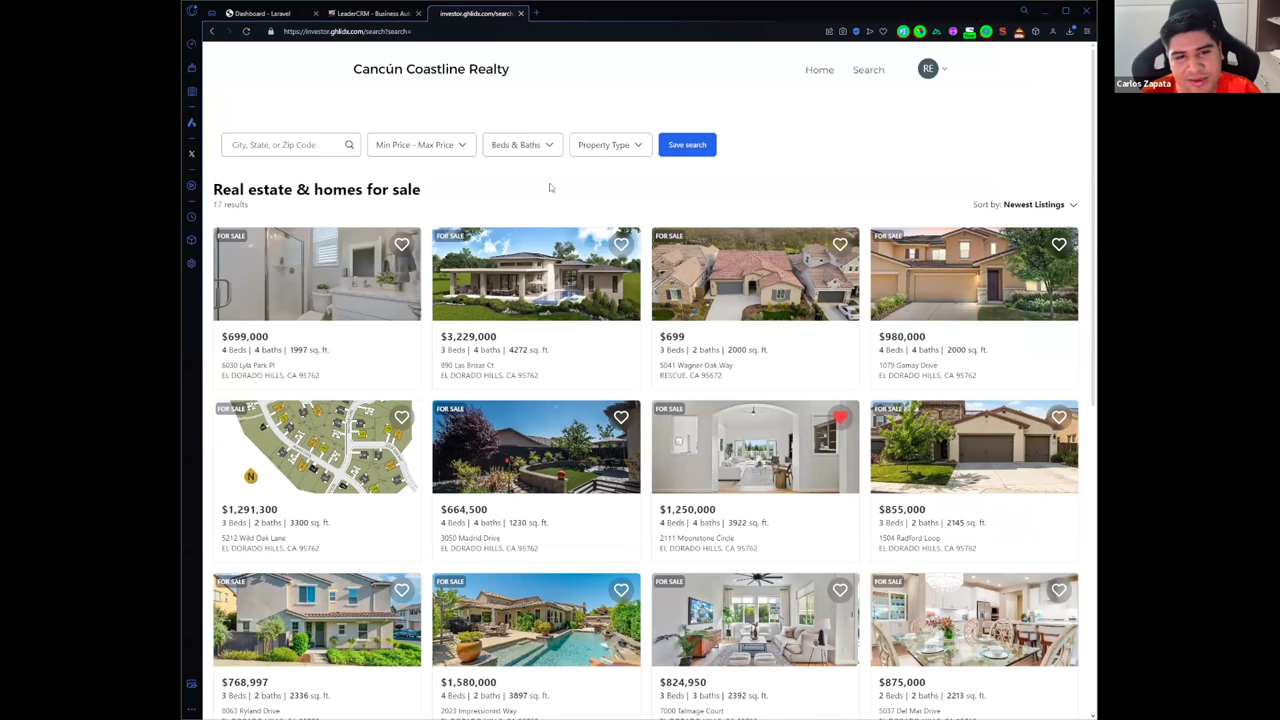 Dashboard - Laravel
LeaderCRM - Business Aut
investor.ghlidx.com/search
https://investor.ghlidx.com/search?search=
Carlos Zapata
Cancún Coastline Realty
Home
Search
RE
City, State, or Zip Code
Min Price - Max Price
Beds & Baths
Property Type
Save search
Real estate & homes for sale
17 results
Sort by: Newest Listings
FOR SALE
FOR SALE
FOR SALE
FOR SALE
$699,000
4 Beds | 4 baths | 1997 sq. ft.
6030 Lyla Park Pl
EL DORADO HILLS, CA 95762
$3,229,000
3 Beds | 4 baths | 4272 sq. ft.
890 Las Brisas Ct
EL DORADO HILLS, CA 95762
$699
3 Beds | 2 baths | 2000 sq. ft.
5041 Wagner Oak Way
RESCUE, CA 95672
$980,000
4 Beds | 4 baths | 2000 sq. ft.
1079 Gamay Drive
EL DORADO HILLS, CA 95762
FOR SALE
FOR SALE
FOR SALE
FOR SALE
N
$1,291,300
3 Beds | 2 baths | 3300 sq. ft.
5212 Wild Oak Lane
EL DORADO HILLS, CA 95762
$664,500
4 Beds | 4 baths | 1230 sq. ft.
3050 Madrid Drive
EL DORADO HILLS, CA 95762
$1,250,000
4 Beds | 4 baths | 3922 sq. ft.
2111 Moonstone Circle
EL DORADO HILLS, CA 95762
$855,000
3 Beds | 2 baths | 2145 sq. ft.
1504 Radford Loop
EL DORADO HILLS, CA 95762
FOR SALE
FOR SALE
FOR SALE
FOR SALE
$768,997
3 Beds | 2 baths | 2336 sq. ft.
8063 Ryland Drive
$1,580,000
4 Beds | 2 baths | 3897 sq. ft.
2023 Impressionist Way
$824,950
3 Beds | 3 baths | 2392 sq. ft.
7000 Talmage Court
$875,000
2 Beds | 2 baths | 2213 sq. ft.
5037 Del Mar Drive